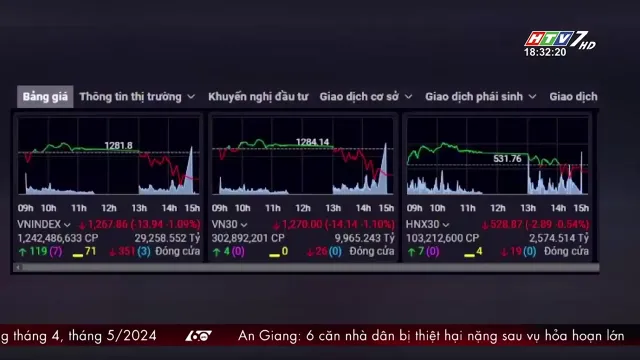 HTV7 HD
18:32:20
Bảng giá Thông tin thị trường Khuyến nghị đầu tư Giao dịch cơ sở Giao dịch phái sinh Giao dịch
1281.8
09h 10h 11h 12h 13h 14h 15h
VNINDEX 1,267.86 (-13.94 -1.09%)
1,242,486,633 CP 29,258.552 Tỷ
↑ 119 (7) 71 ↓ 351 (3) Đóng cửa
1284.14
09h 10h 11h 12h 13h 14h 15h
VN30 1,270.00 (-14.14 -1.10%)
302,892,201 CP 9,965.243 Tỷ
↑ 4 (0) 0 ↓ 26 (0) Đóng cửa
531.76
09h 10h 11h 12h 13h 14h 15h
HNX30 528.87 (-2.89 -0.54%)
103,212,600 CP 2,574.514 Tỷ
↑ 7 (0) 4 ↓ 19 (0) Đóng cửa
g tháng 4, tháng 5/2024 60 An Giang: 6 căn nhà dân bị thiệt hại nặng sau vụ hỏa hoạn lớn